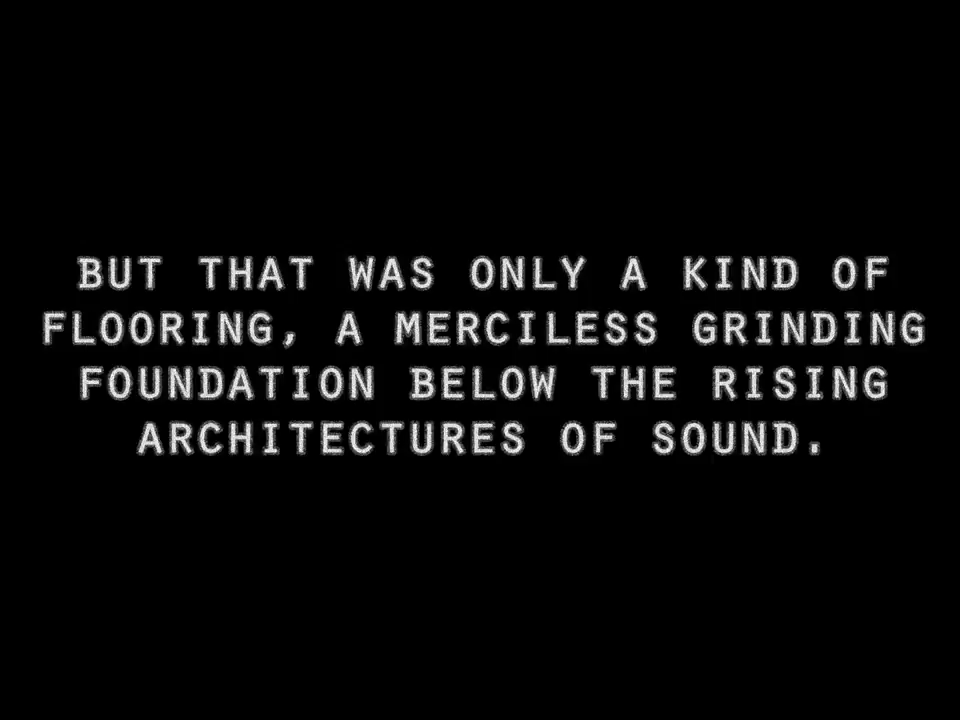 BUT THAT WAS ONLY A KIND OF
FLOORING, A MERCILESS GRINDING
FOUNDATION BELOW THE RISING
ARCHITECTURES OF SOUND.